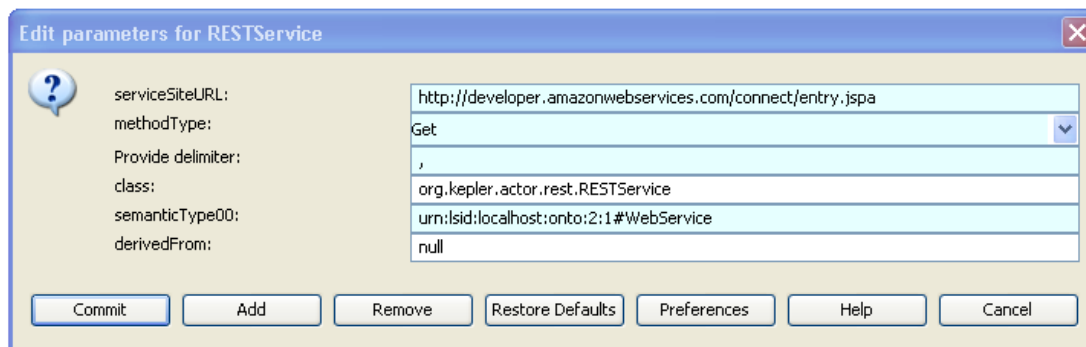 Edit parameters for RESTService
serviceSiteURL: http://developer.amazonwebservices.com/connect/entry.jspa
methodType: Get
Provide delimiter: ,
class: org.kepler.actor.rest.RESTService
semanticType00: urn:lsid:localhost:onto:2:1#WebService
derivedFrom: null
Commit Add Remove Restore Defaults Preferences Help Cancel